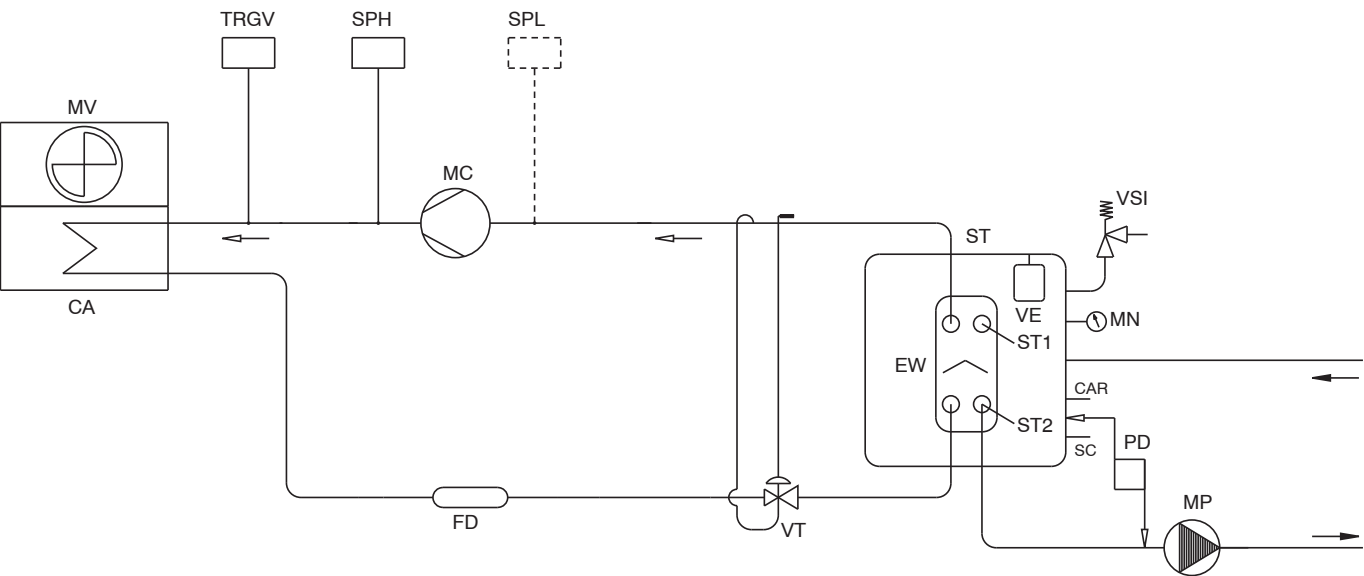 TRGV
SPH
SPL
MV
MC
VSI
ST
CA
VE
MN
ST1
EW
CAR
ST2
SC
PD
MP
FD
VT